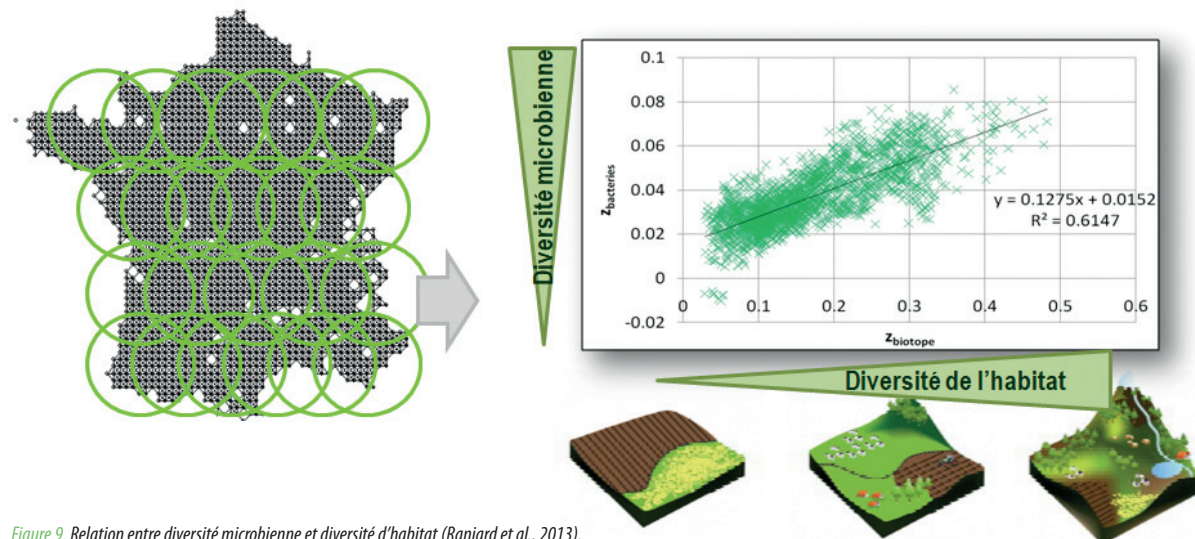 Diversité microbienne
0.1
0.08
0.06
0.04
0.02
0
-0.02
z bacteries
0
0.1
0.2
0.3
0.4
0.5
0.6
y = 0.1275x + 0.0152
R² = 0.6147
z biotope
Diversité de l’habitat
Figure 9. Relation entre diversité microbienne et diversité d’habitat (Ranjard et al., 2013).